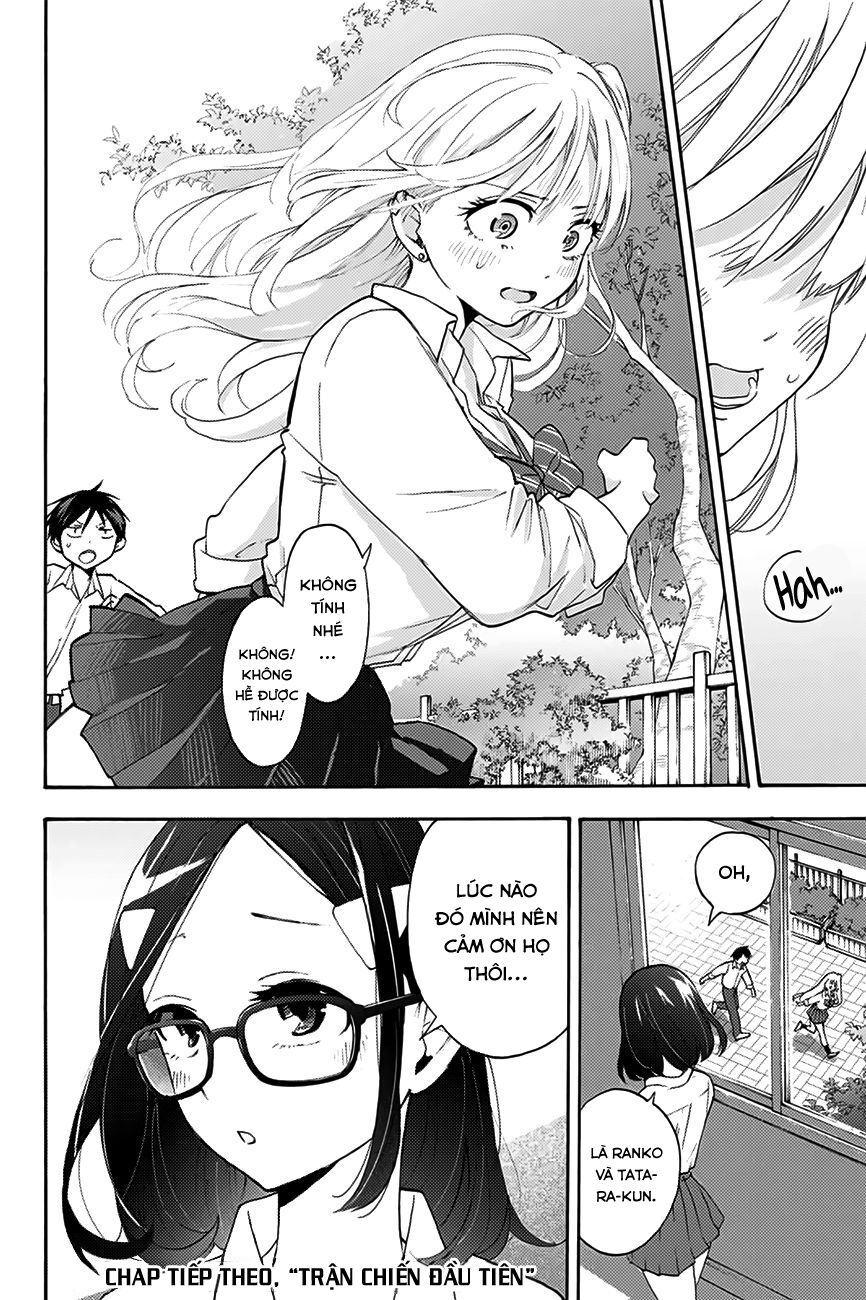 Hah...
KHÔNG
TÍNH
NHÉ
...
KHÔNG!
KHÔNG
HỀ ĐƯỢC
TÍNH!
OH,
LÀ RANKO
VÀ TATA-
RA-KUN.
LÚC NÀO
ĐÓ MÌNH NÊN
CẢM ƠN HỌ
THÔI...
CHAP TIẾP THEO, “TRẬN CHIẾN ĐẦU TIÊN”